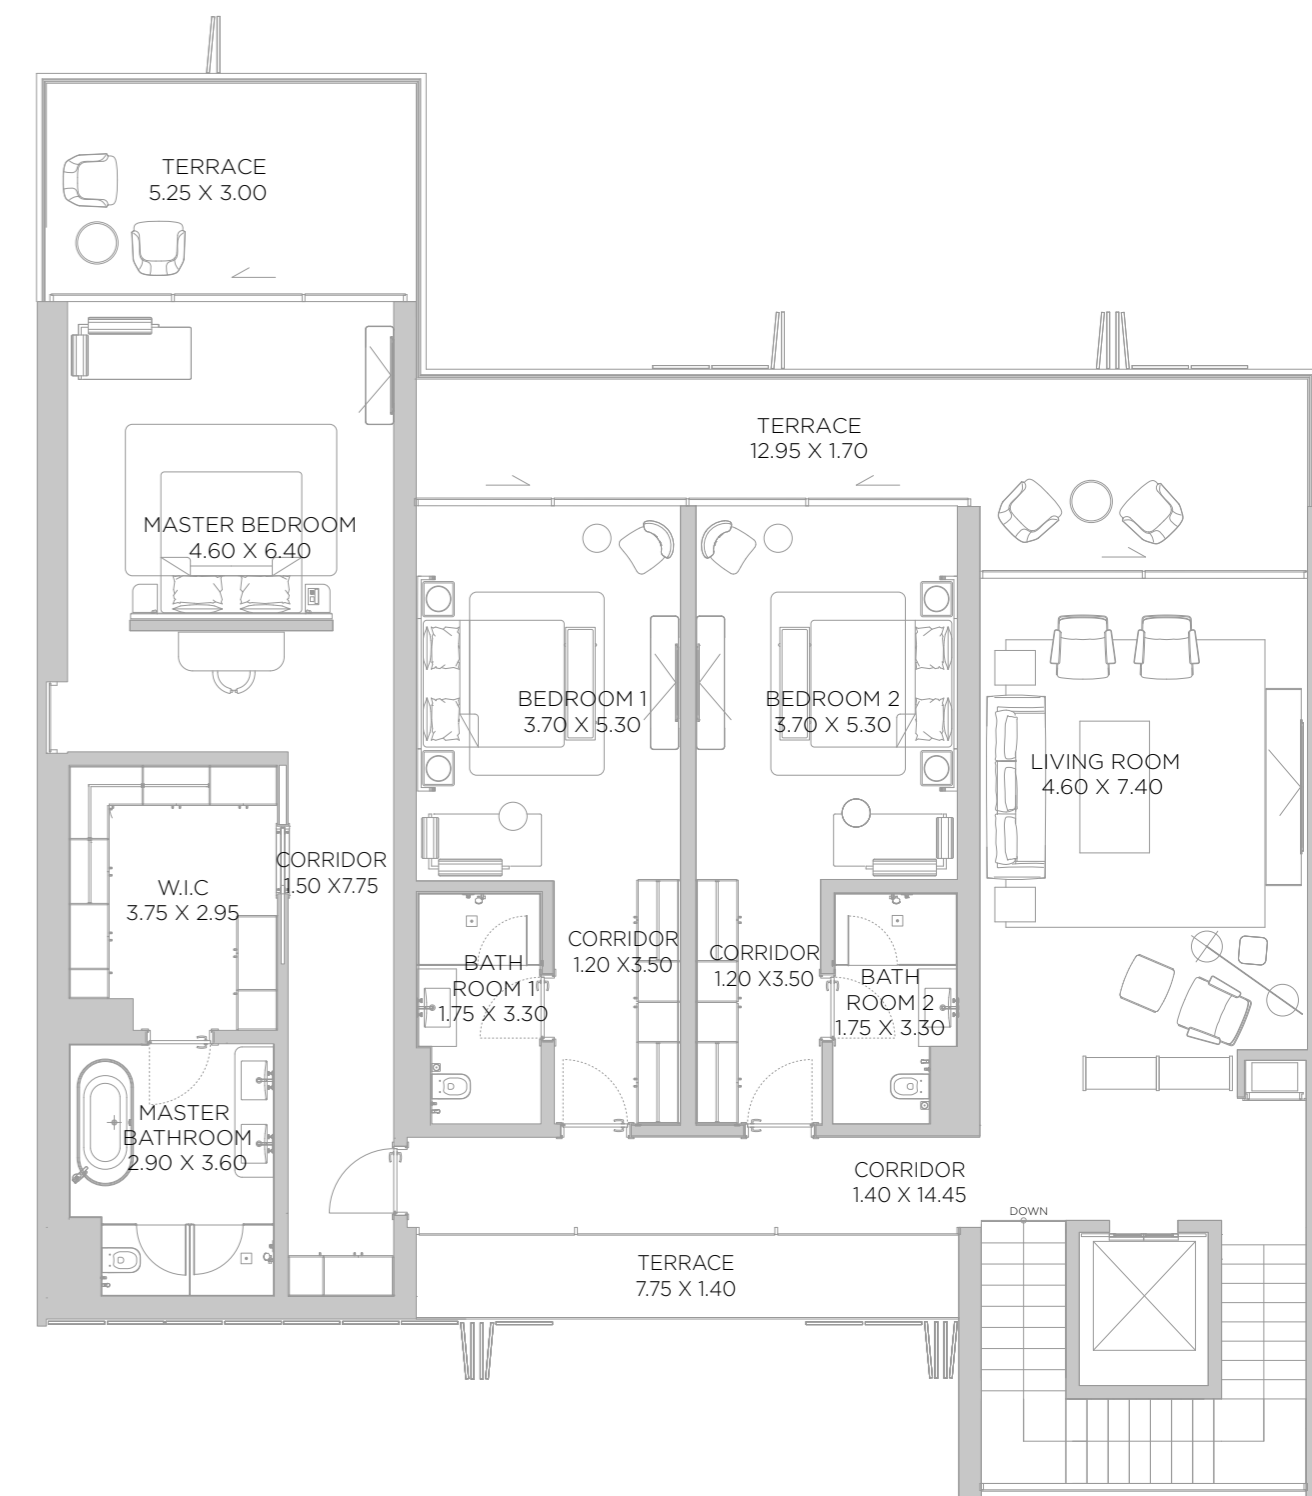 TERRACE
5.25 X 3.00
TERRACE
12.95 X 1.70
MASTER BEDROOM
4.60 X 6.40
BEDROOM 1
3.70 X 5.30
BEDROOM 2
3.70 X 5.30
LIVING ROOM
4.60 X 7.40
CORRIDOR
1.50 X7.75
W.I.C
3.75 X 2.95
CORRIDOR
1.20 X3.50
CORRIDOR
1.20 X3.50
BATH
ROOM 1
1.75 X 3.30
BATH
ROOM 2
1.75 X 3.30
MASTER
BATHROOM
2.90 X 3.60
CORRIDOR
1.40 X 14.45
DOWN
TERRACE
7.75 X 1.40